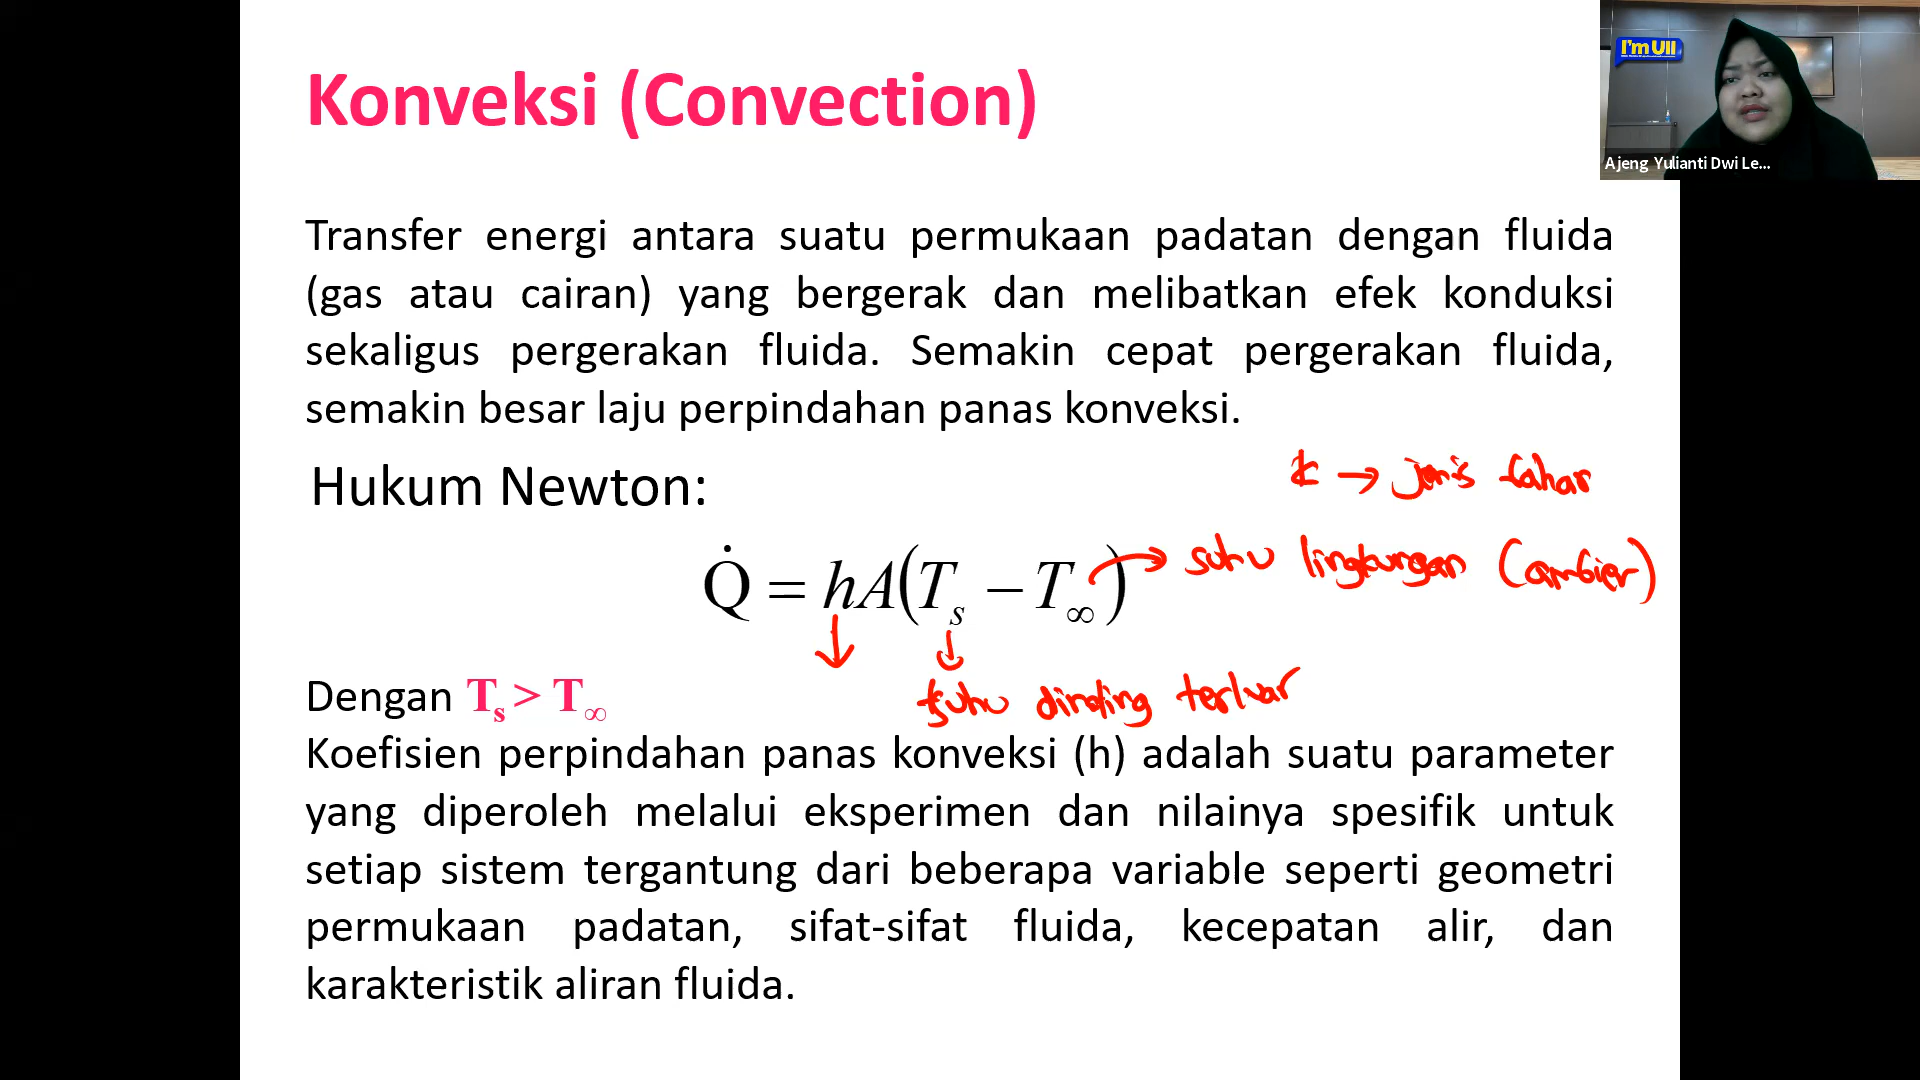 Konveksi (Convection)
I'm UII
Ajeng Yulianti Dwi Le...
Transfer energi antara suatu permukaan padatan dengan fluida
(gas atau cairan) yang bergerak dan melibatkan efek konduksi
sekaligus pergerakan fluida. Semakin cepat pergerakan fluida,
semakin besar laju perpindahan panas konveksi.
k → jenis bahan
Hukum Newton:
Q̇ = hA(Tₛ − T∞) → suhu lingkungan (ambien)
suhu dinding terluar
Dengan Tₛ > T∞
Koefisien perpindahan panas konveksi (h) adalah suatu parameter
yang diperoleh melalui eksperimen dan nilainya spesifik untuk
setiap sistem tergantung dari beberapa variable seperti geometri
permukaan padatan, sifat-sifat fluida, kecepatan alir, dan
karakteristik aliran fluida.